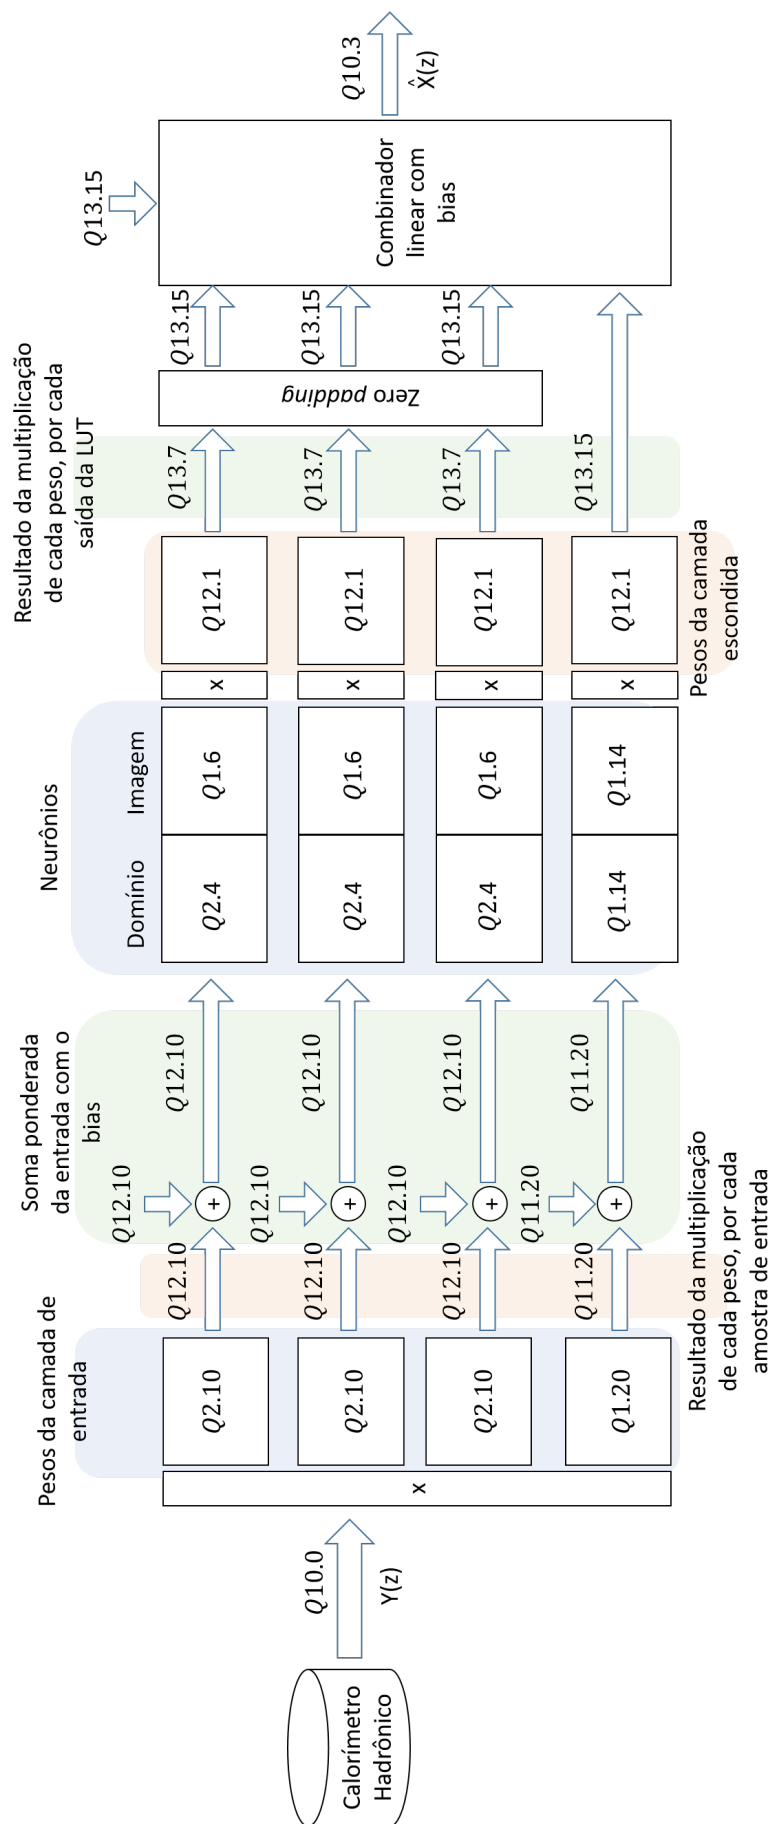 Calorímetro
Hadrônico
Q10.0
Y(z)
x
Pesos da camada de
entrada
Q2.10
Q2.10
Q2.10
Q1.20
Q12.10
Q12.10
Q12.10
Q11.20
Resultado da multiplicação
de cada peso, por cada
amostra de entrada
Soma ponderada
da entrada com o
bias
Q12.10
Q12.10
Q12.10
Q11.20
+
+
+
+
Q12.10
Q12.10
Q12.10
Q11.20
Neurônios
Domínio
Imagem
Q2.4
Q1.6
Q2.4
Q1.6
Q2.4
Q1.6
Q1.14
Q1.14
x
x
x
x
Q12.1
Q12.1
Q12.1
Q12.1
Pesos da camada
escondida
Resultado da multiplicação
de cada peso, por cada
saída da LUT
Q13.7
Q13.7
Q13.7
Q13.15
Zero padding
Q13.15
Q13.15
Q13.15
Q13.15
Combinador
linear com
bias
Q10.3
X̂(z)